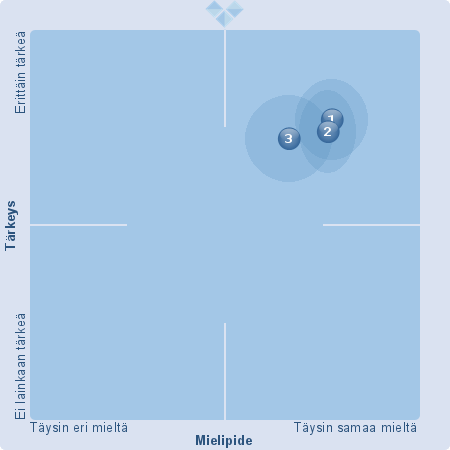 Erittäin tärkeä
Tärkeys
Ei lainkaan tärkeä
1
2
3
Täysin eri mieltä
Täysin samaa mieltä
Mielipide